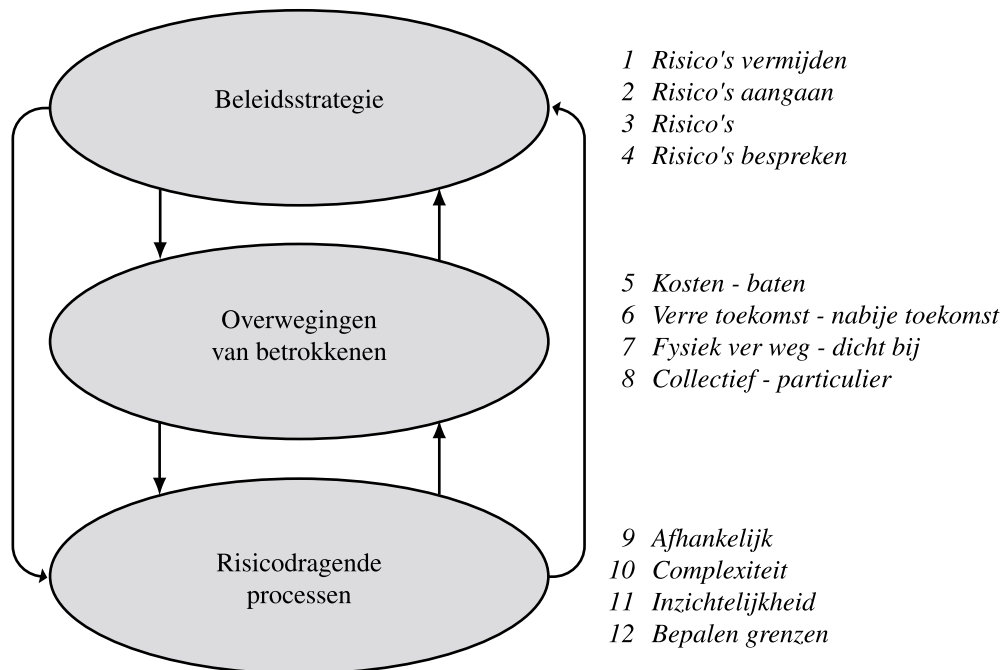 Beleidsstrategie
1 Risico's vermijden
2 Risico's aangaan
3 Risico's
4 Risico's bespreken
Overwegingen
van betrokkenen
5 Kosten - baten
6 Verre toekomst - nabije toekomst
7 Fysiek ver weg - dicht bij
8 Collectief - particulier
Risicodragende
processen
9 Afhankelijk
10 Complexiteit
11 Inzichtelijkheid
12 Bepalen grenzen